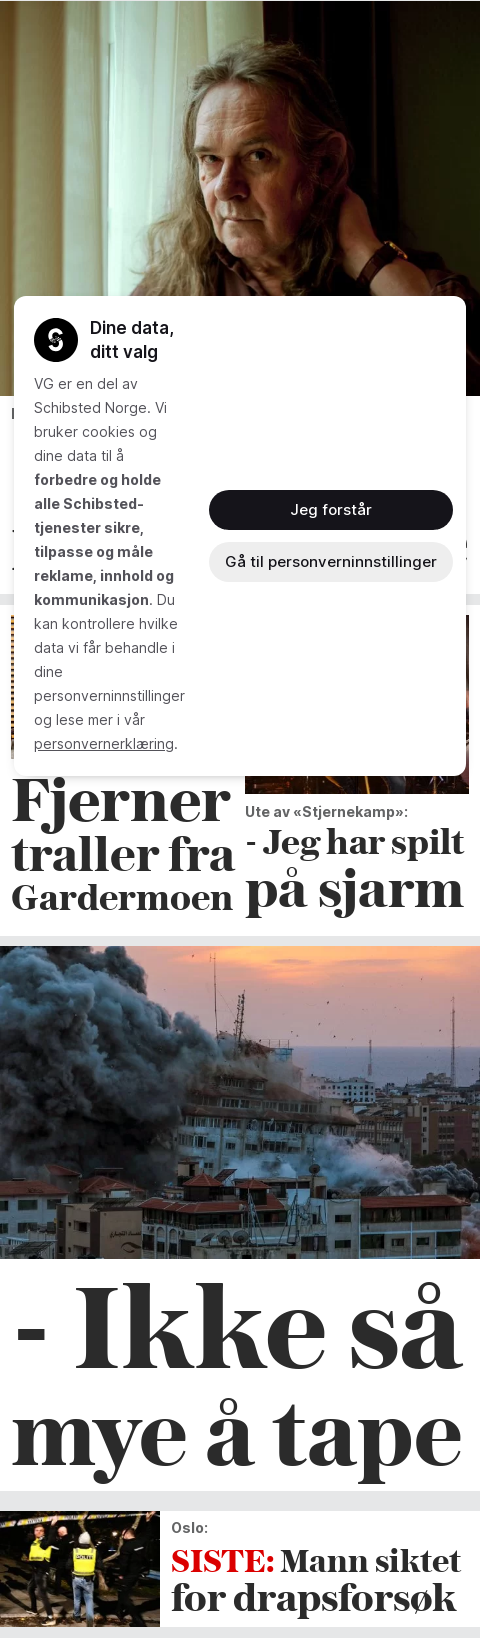 Dine data,
ditt valg
VG er en del av
Schibsted Norge. Vi
bruker cookies og
dine data til å
forbedre og holde
alle Schibsted-
tjenester sikre,
tilpasse og måle
reklame, innhold og
kommunikasjon. Du
kan kontrollere hvilke
data vi får behandle i
dine
personverninnstillinger
og lese mer i vår
personvernerklæring.
Jeg forstår
Gå til personverninnstillinger
Fjerner
traller fra
Gardermoen
Ute av «Stjernekamp»:
- Jeg har spilt
på sjarm
- Ikke så
mye å tape
POLITI
Oslo:
SISTE: Mann siktet
for drapsforsøk